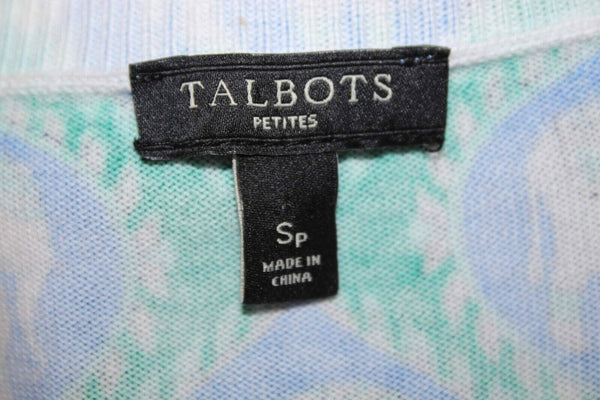 TALBOTS
PETITES
SP
MADE IN
CHINA